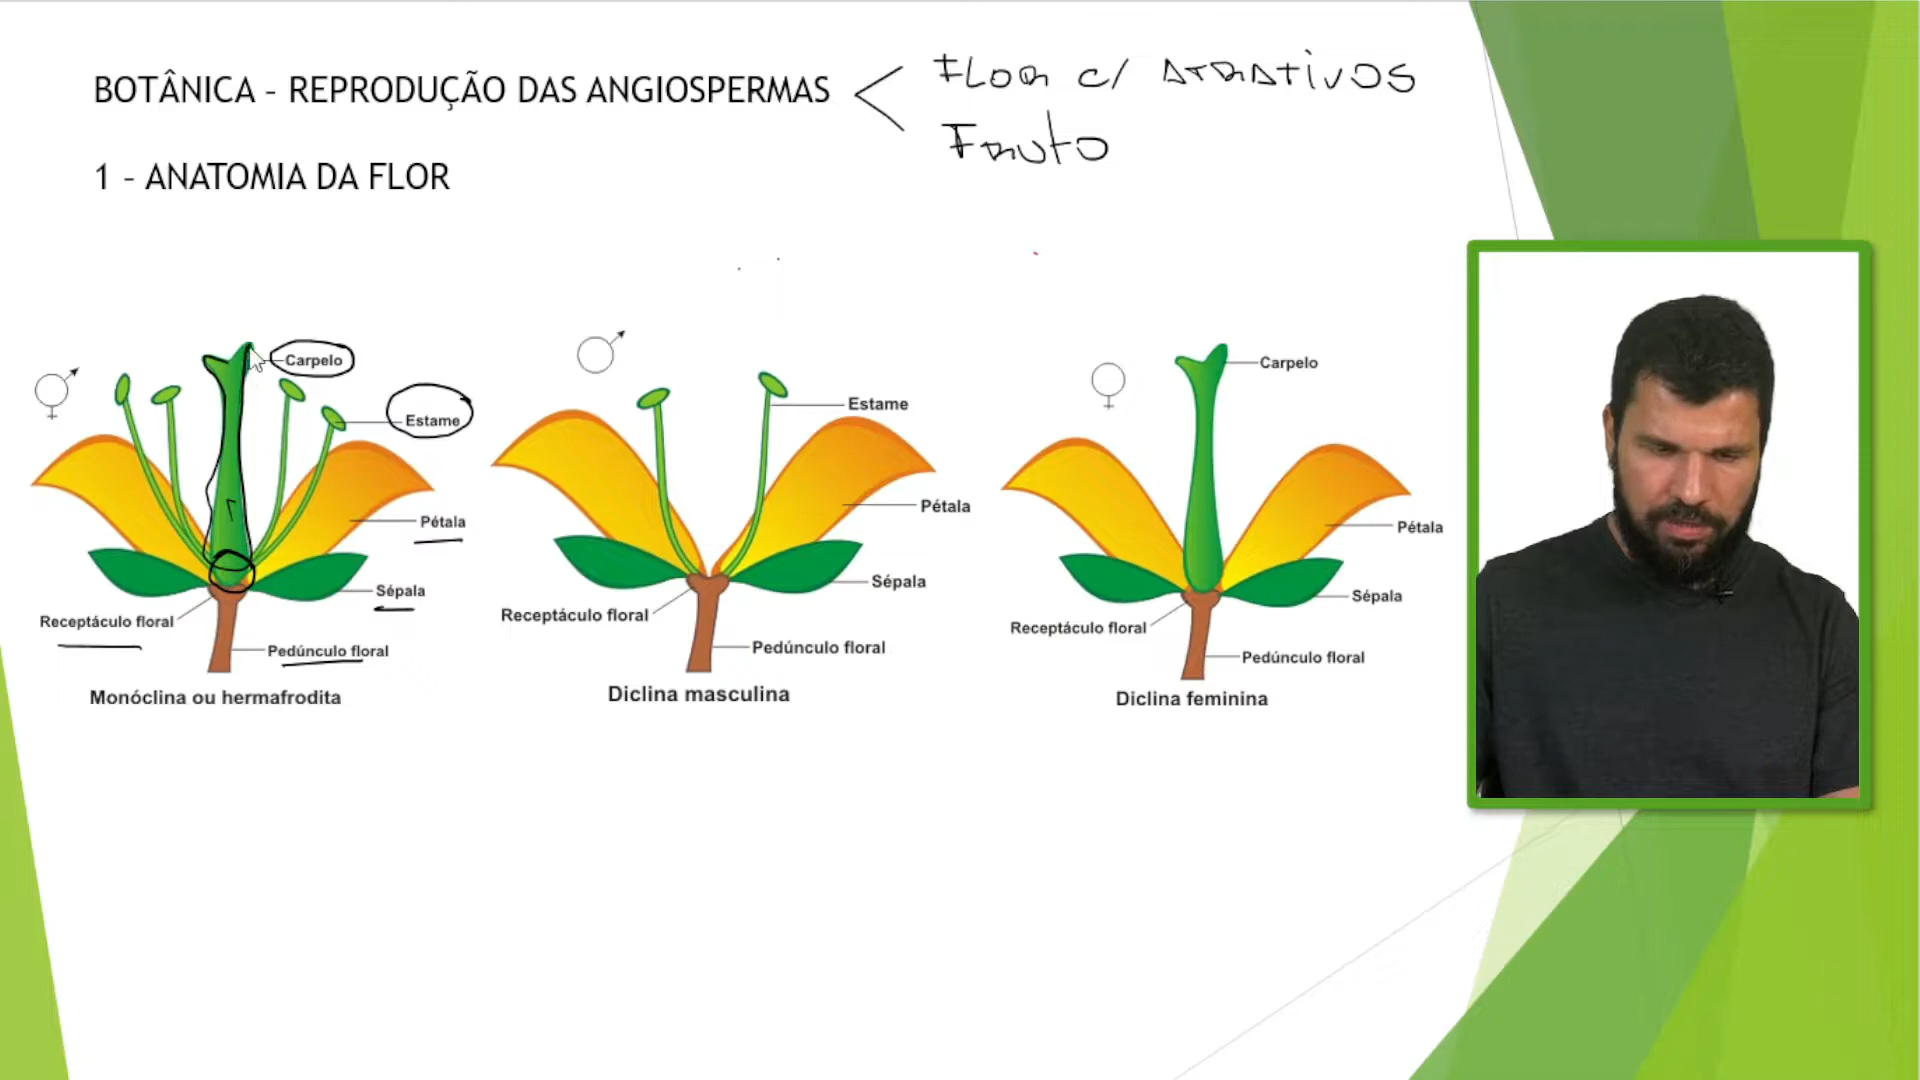 BOTÂNICA – REPRODUÇÃO DAS ANGIOSPERMAS
FLOR c/ ATRATIVOS
FRUTO
1 – ANATOMIA DA FLOR
Carpelo
Estame
Pétala
Sépala
Receptáculo floral
Pedúnculo floral
Monóclina ou hermafrodita
Estame
Pétala
Sépala
Receptáculo floral
Pedúnculo floral
Diclina masculina
Carpelo
Pétala
Sépala
Receptáculo floral
Pedúnculo floral
Diclina feminina